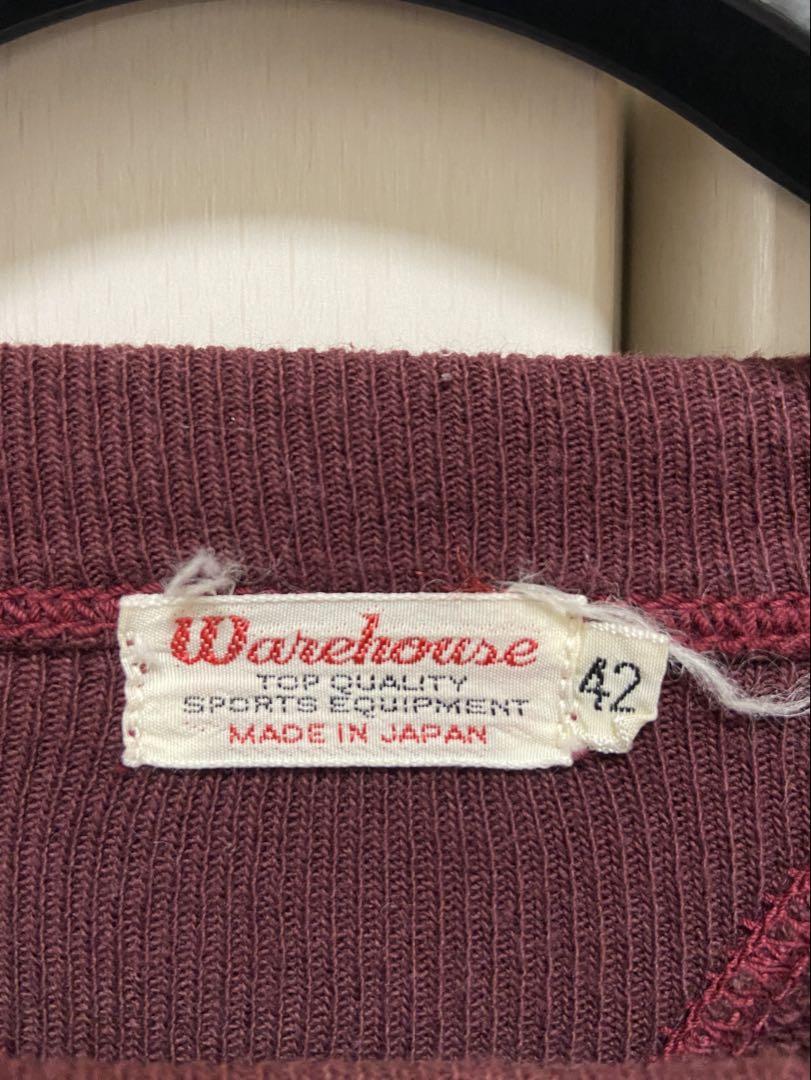 Warehouse
TOP QUALITY
SPORTS EQUIPMENT
MADE IN JAPAN
42